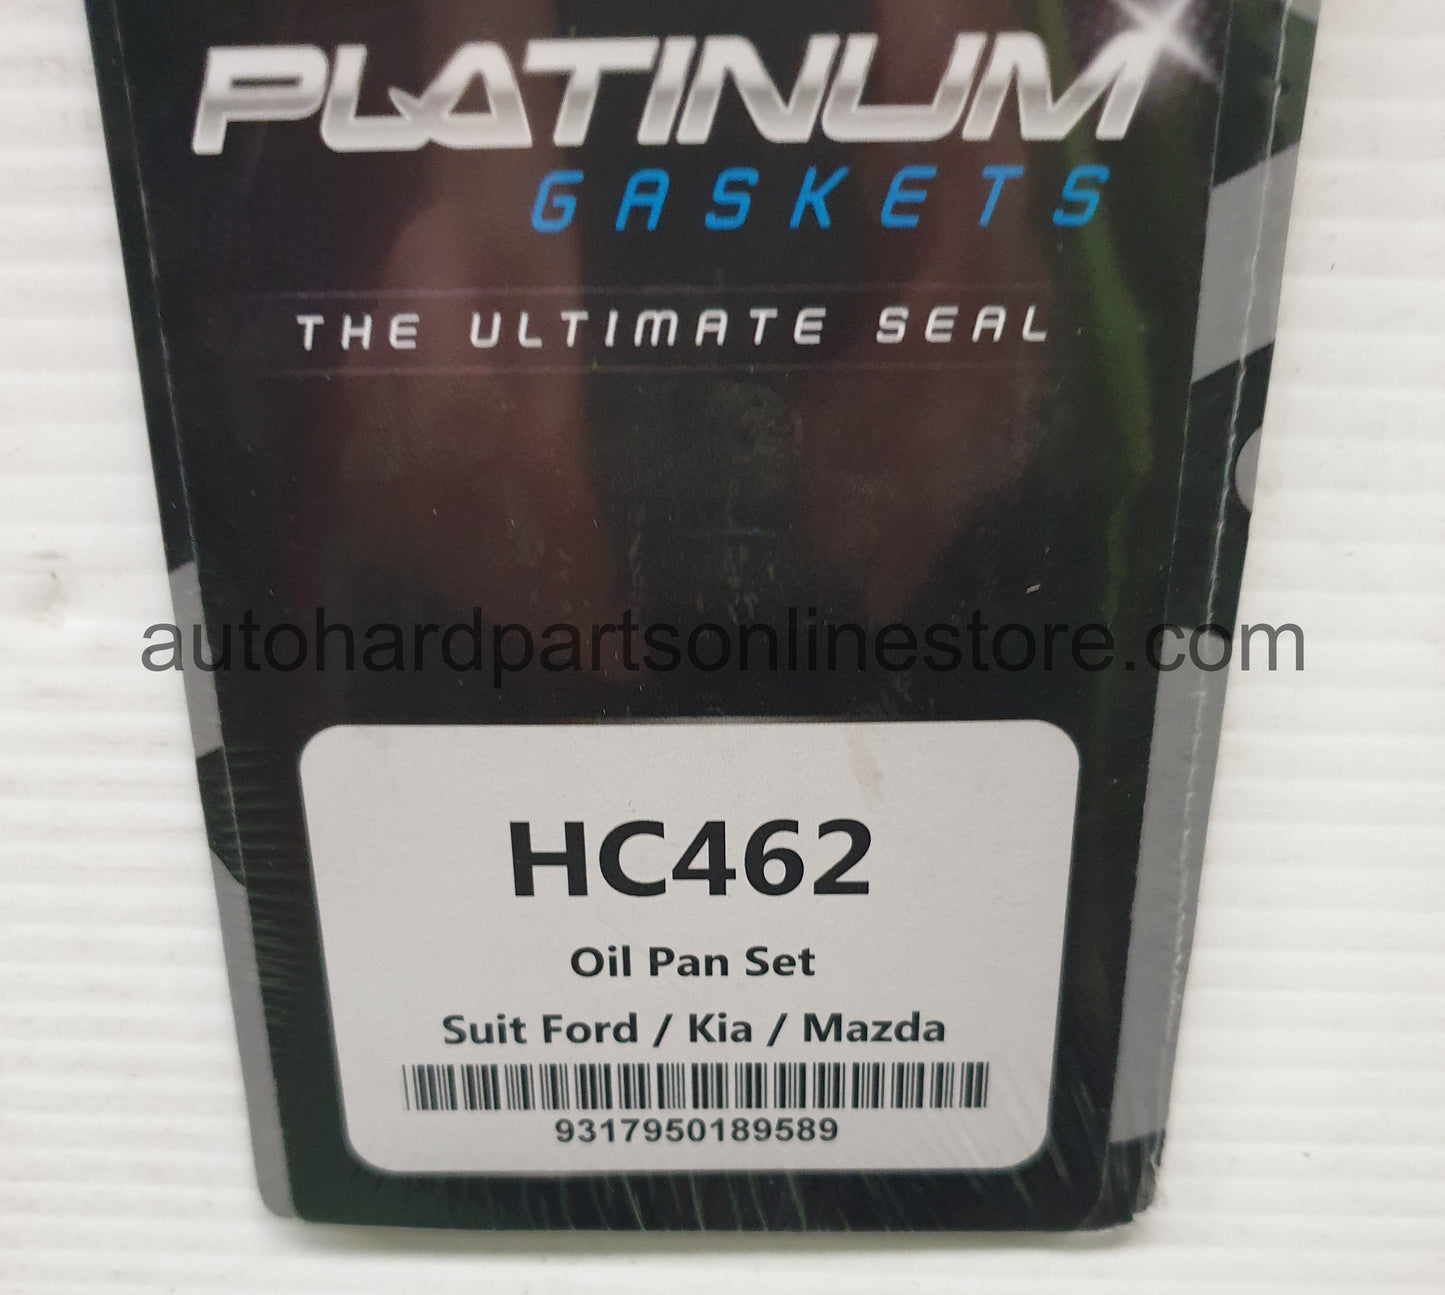 PLATINUM
GASKETS
THE ULTIMATE SEAL
autohardpartsonlinestore.com
HC462
Oil Pan Set
Suit Ford / Kia / Mazda
9317950189589